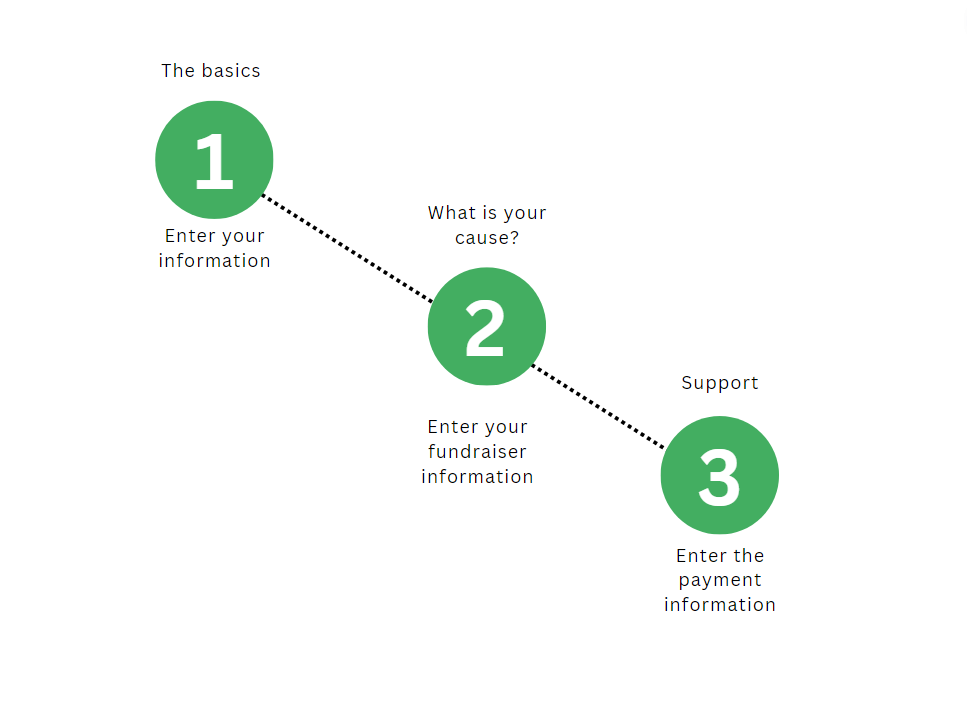 The basics
1
Enter your
information
What is your
cause?
2
Enter your
fundraiser
information
Support
3
Enter the
payment
information